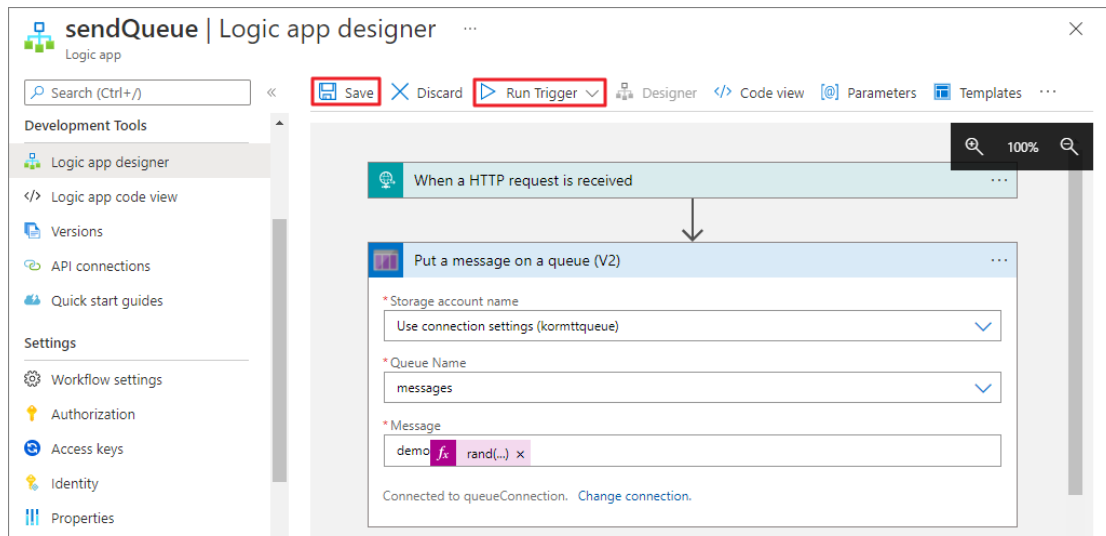 sendQueue | Logic app designer ...
Logic app
Search (Ctrl+/)
«
Save
Discard
Run Trigger
Designer
</> Code view
[@] Parameters
Templates
...
Development Tools
Logic app designer
</> Logic app code view
Versions
API connections
Quick start guides
Settings
Workflow settings
Authorization
Access keys
Identity
Properties
100%
When a HTTP request is received
...
Put a message on a queue (V2)
...
*Storage account name
Use connection settings (kormttqueue)
*Queue Name
messages
*Message
demo fx rand(...) ×
Connected to queueConnection. Change connection.